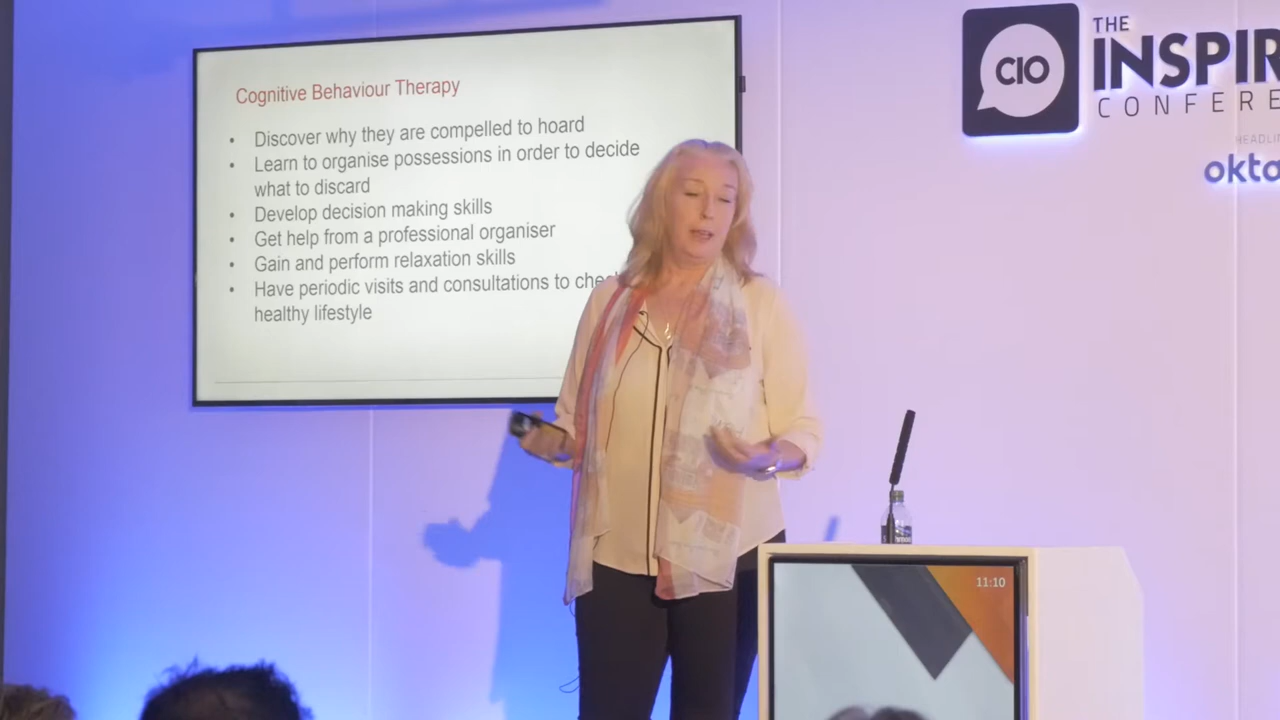 Cognitive Behaviour Therapy
• Discover why they are compelled to hoard
• Learn to organise possessions in order to decide
what to discard
• Develop decision making skills
• Get help from a professional organiser
• Gain and perform relaxation skills
• Have periodic visits and consultations to chec
healthy lifestyle
CIO
THE
INSPIR
CONFERE
HEADLIN
okta
11:10